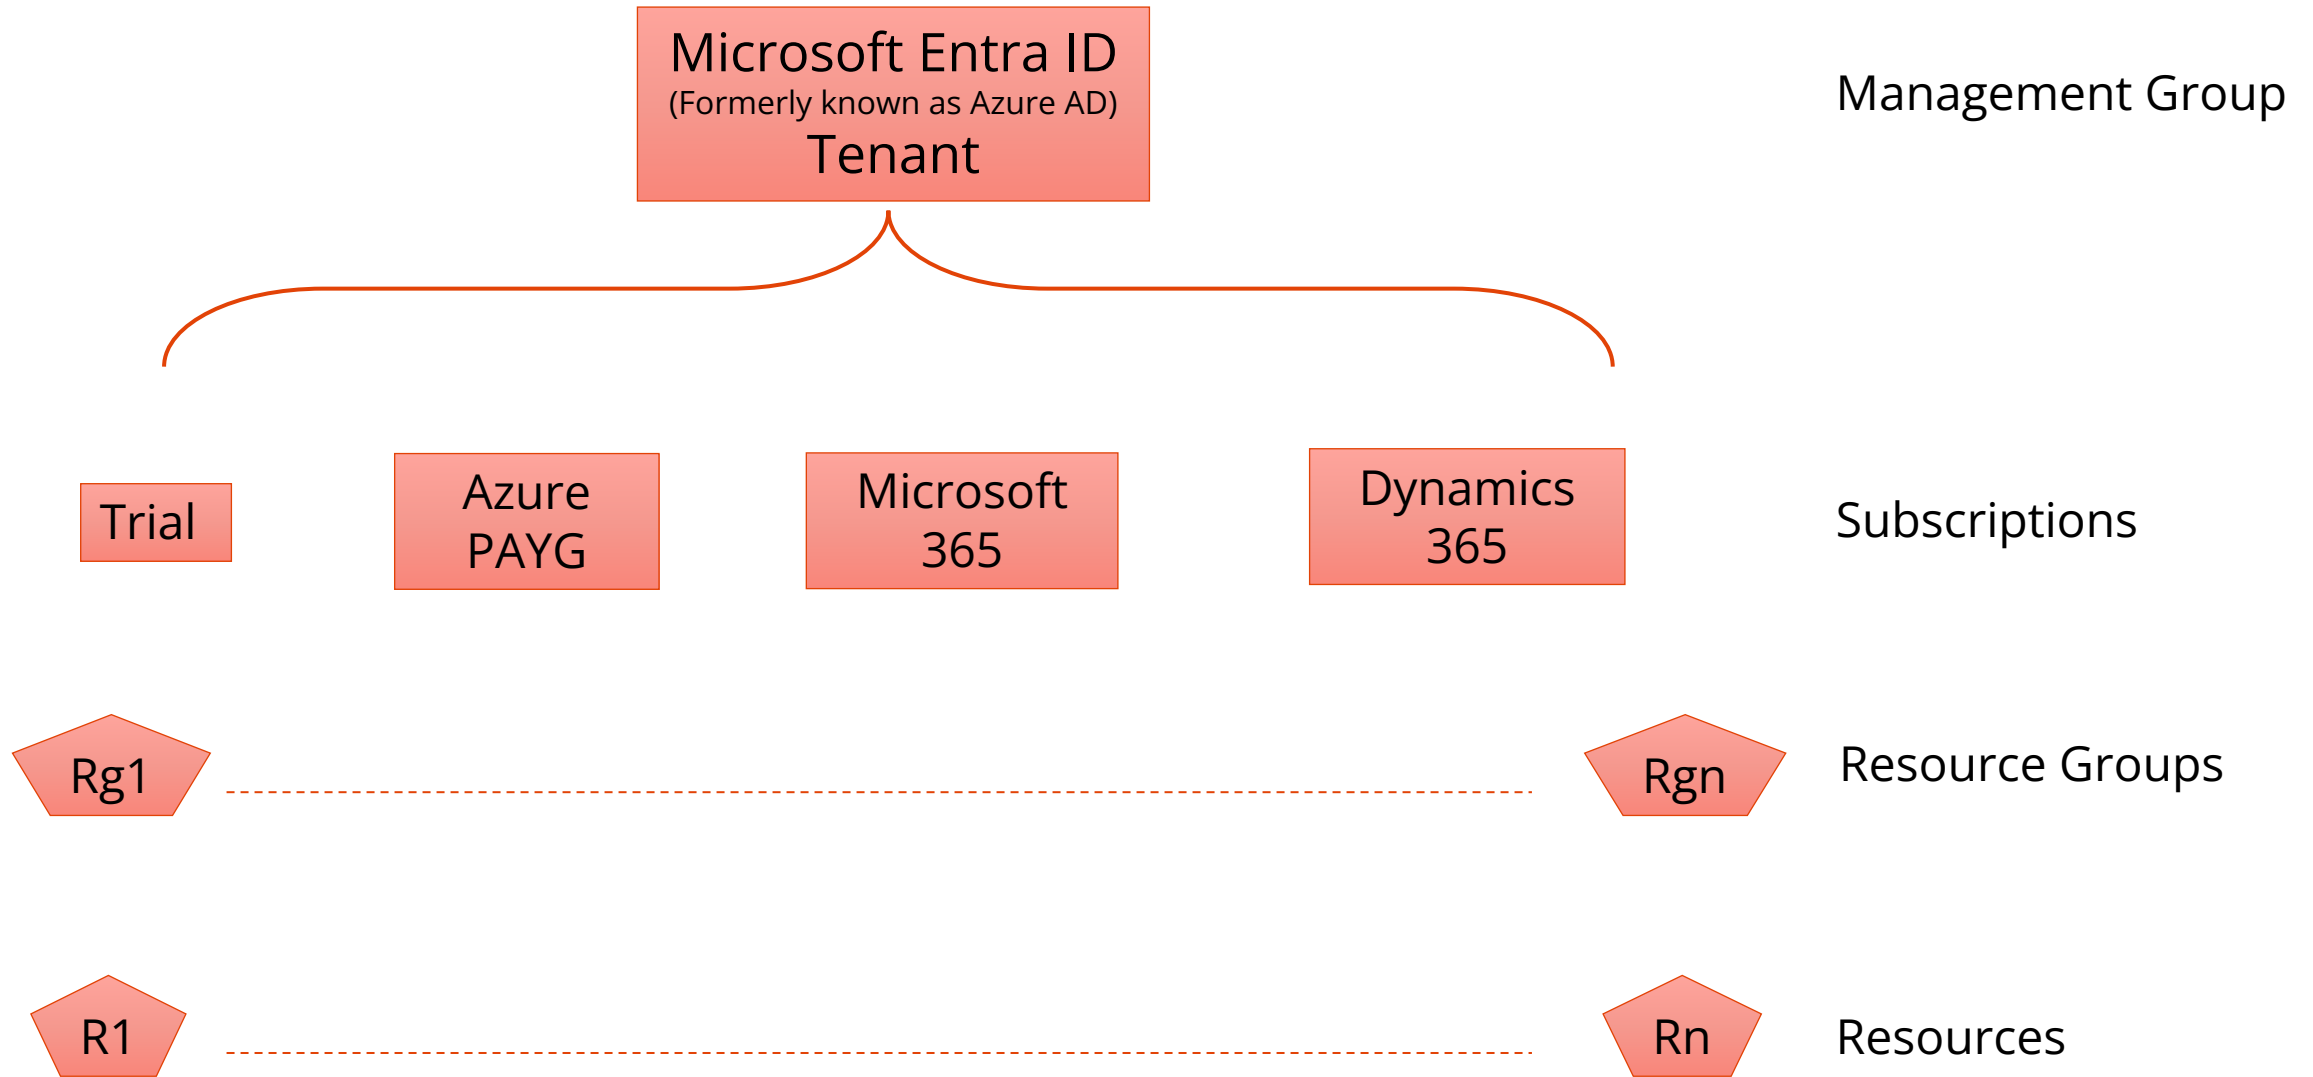 Microsoft Entra ID
(Formerly known as Azure AD)
Tenant
Management Group
Trial
Azure
PAYG
Microsoft
365
Dynamics
365
Subscriptions
Rg1
Rgn
Resource Groups
R1
Rn
Resources